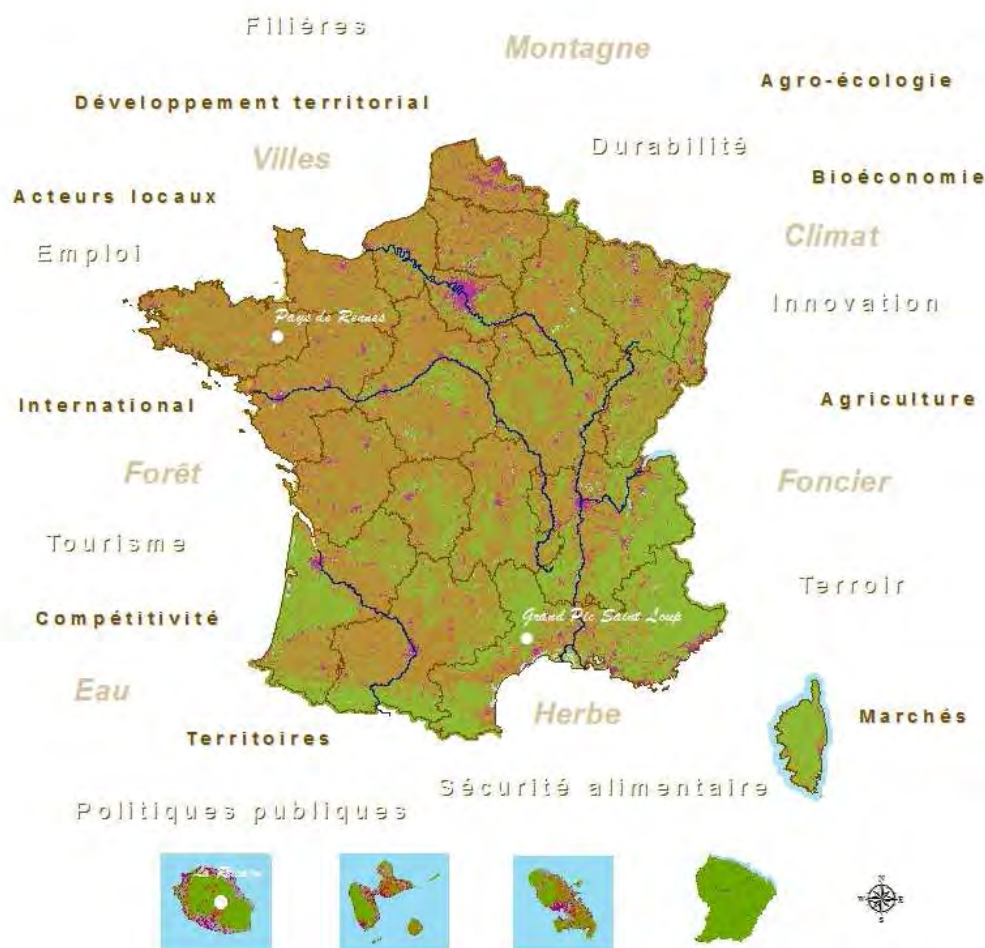 Filières
Montagne
Agro-écologie
Développement territorial
Durabilité
Villes
Bioéconomie
Acteurs locaux
Climat
Emploi
Innovation
Pays de Rennes
International
Agriculture
Forêt
Foncier
Tourisme
Terroir
Compétitivité
Grand Pic Saint Loup
Eau
Herbe
Marchés
Territoires
Sécurité alimentaire
Politiques publiques
N
W E
S